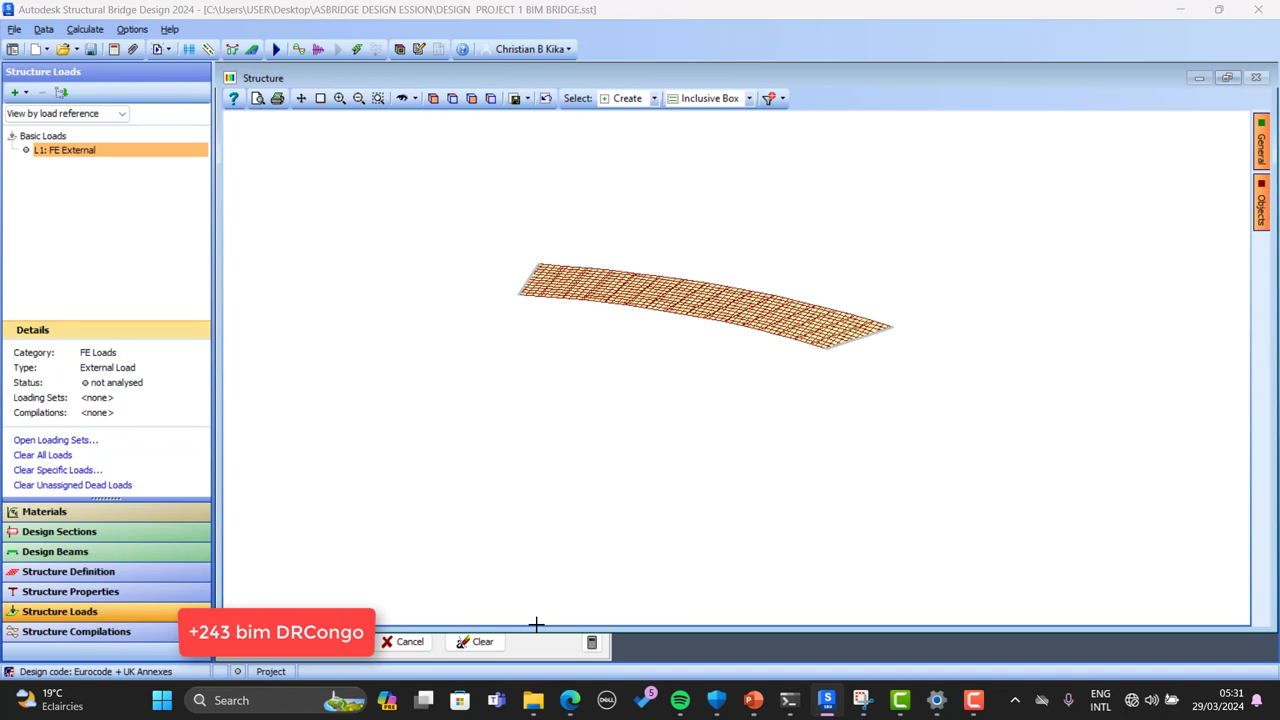 Autodesk Structural Bridge Design 2024 - [C:\Users\USER\Desktop\ASBRIDGE DESIGN ESSION\DESIGN  PROJECT 1 BIM BRIDGE.sst]
File Data Calculate Options Help
Christian B Kika
Structure Loads
Structure
View by load reference
Select: Create Inclusive Box
Basic Loads
L1: FE External
General
Objects
Details
Category: FE Loads
Type: External Load
Status: not analysed
Loading Sets: <none>
Compilations: <none>
Open Loading Sets...
Clear All Loads
Clear Specific Loads...
Clear Unassigned Dead Loads
Materials
Design Sections
Design Beams
Structure Definition
Structure Properties
Structure Loads
Structure Compilations
+243 bim DRCongo
Cancel Clear
Design code: Eurocode + UK Annexes Project
19°C
Eclaircies
Search
PRE
DELL
5
ENG
INTL
05:31
29/03/2024